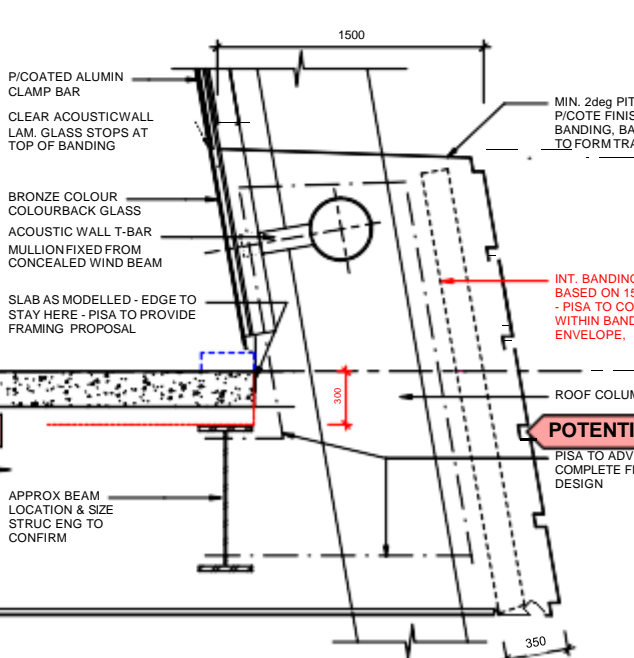 1500
P/COATED ALUMIN
CLAMP BAR
CLEAR ACOUSTICWALL
LAM. GLASS STOPS AT
TOP OF BANDING
BRONZE COLOUR
COLOURBACK GLASS
ACOUSTIC WALL T-BAR
MULLIONFIXED FROM
CONCEALED WIND BEAM
SLAB AS MODELLED - EDGE TO
STAY HERE - PISA TO PROVIDE
FRAMING PROPOSAL
APPROX BEAM
LOCATION & SIZE
STRUC ENG TO
CONFIRM
300
MIN. 2deg PIT
P/COTE FINIS
BANDING, BA
TO FORM TRA
INT. BANDING
BASED ON 15
- PISA TO CO
WITHIN BAND
ENVELOPE,
ROOF COLUM
POTENTI
PISA TO ADV
COMPLETE F
DESIGN
350